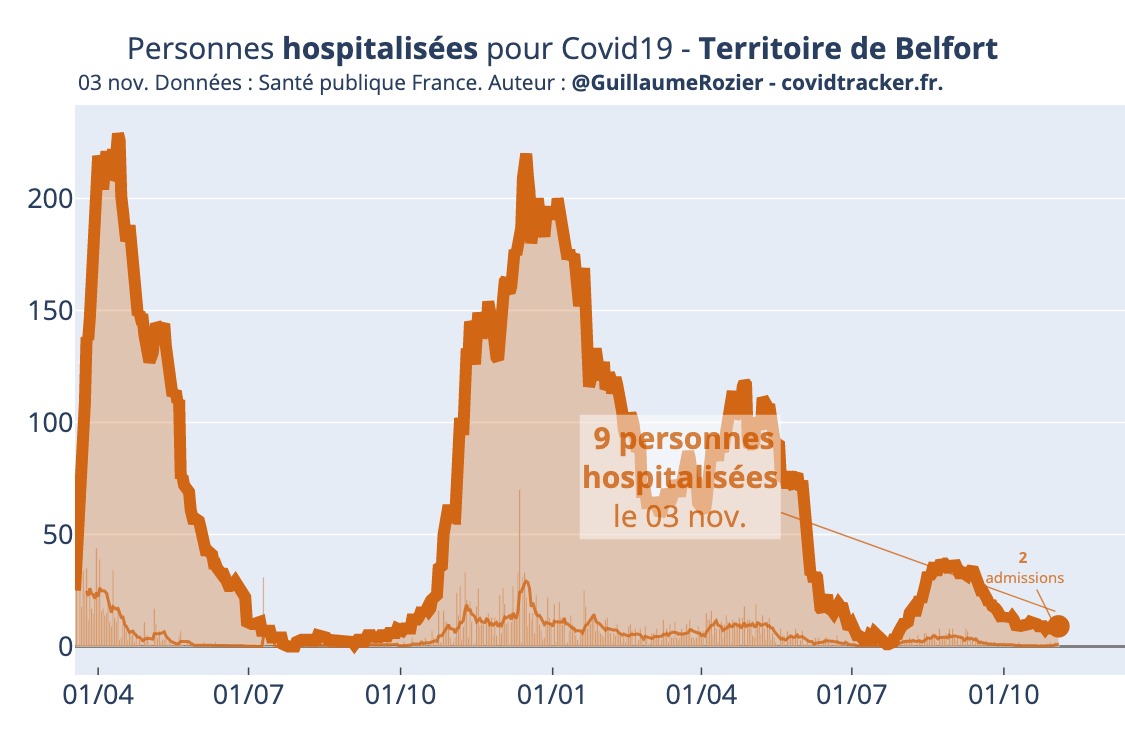 Personnes hospitalisées pour Covid19 - Territoire de Belfort
03 nov. Données : Santé publique France. Auteur : @GuillaumeRozier - covidtracker.fr.
200
150
100
50
0
9 personnes
hospitalisées
le 03 nov.
2
admissions
01/04 01/07 01/10 01/01 01/04 01/07 01/10